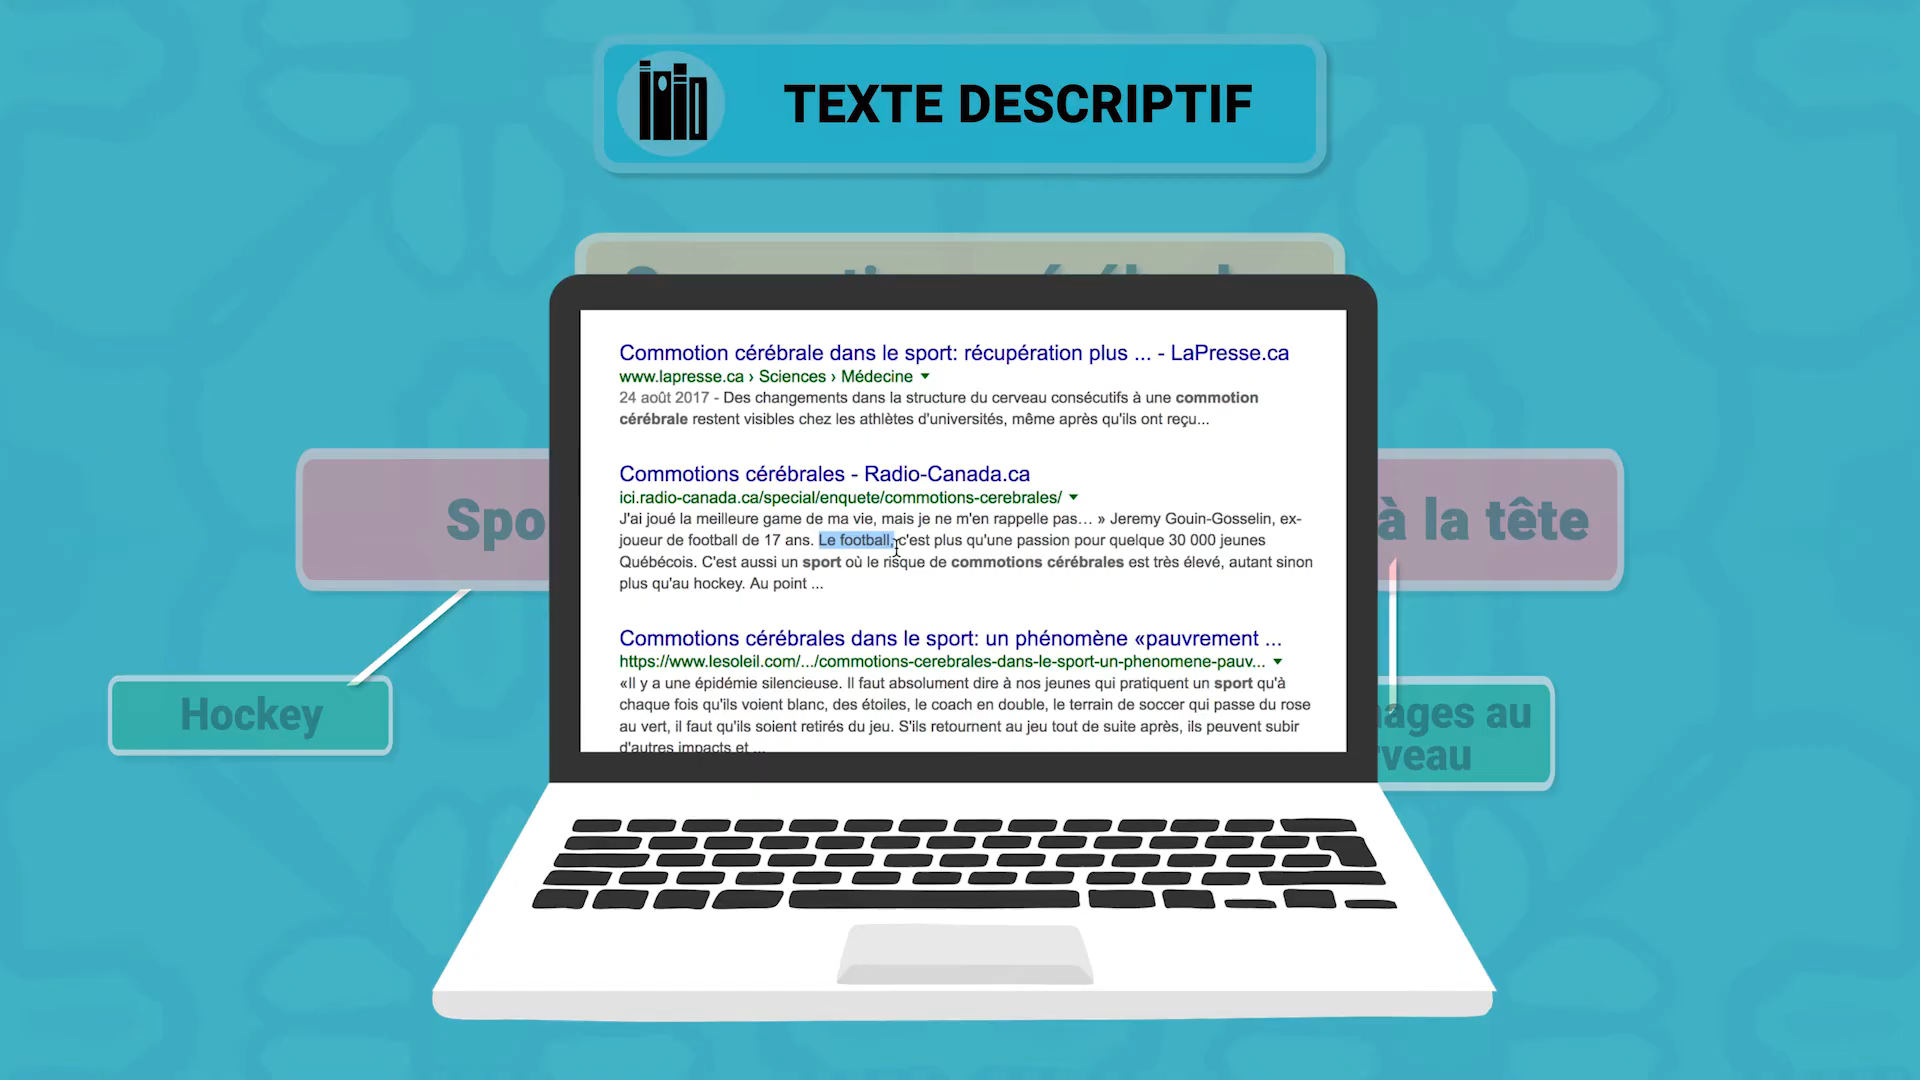 TEXTE DESCRIPTIF
Commotion cérébrale dans le sport: récupération plus ... - LaPresse.ca
www.lapresse.ca › Sciences › Médecine
24 août 2017 - Des changements dans la structure du cerveau consécutifs à une commotion
cérébrale restent visibles chez les athlètes d'universités, même après qu'ils ont reçu...
Commotions cérébrales - Radio-Canada.ca
ici.radio-canada.ca/special/enquete/commotions-cerebrales/
J'ai joué la meilleure game de ma vie, mais je ne m'en rappelle pas… » Jeremy Gouin-Gosselin, ex-
joueur de football de 17 ans. Le football, c'est plus qu'une passion pour quelque 30 000 jeunes
Québécois. C'est aussi un sport où le risque de commotions cérébrales est très élevé, autant sinon
plus qu'au hockey. Au point ...
Commotions cérébrales dans le sport: un phénomène «pauvrement ...
https://www.lesoleil.com/.../commotions-cerebrales-dans-le-sport-un-phenomene-pauv...
«Il y a une épidémie silencieuse. Il faut absolument dire à nos jeunes qui pratiquent un sport qu'à
chaque fois qu'ils voient blanc, des étoiles, le coach en double, le terrain de soccer qui passe du rose
au vert, il faut qu'ils soient retirés du jeu. S'ils retournent au jeu tout de suite après, ils peuvent subir
d'autres impacts et ...
Spo
à la tête
Hockey
mages au
rveau